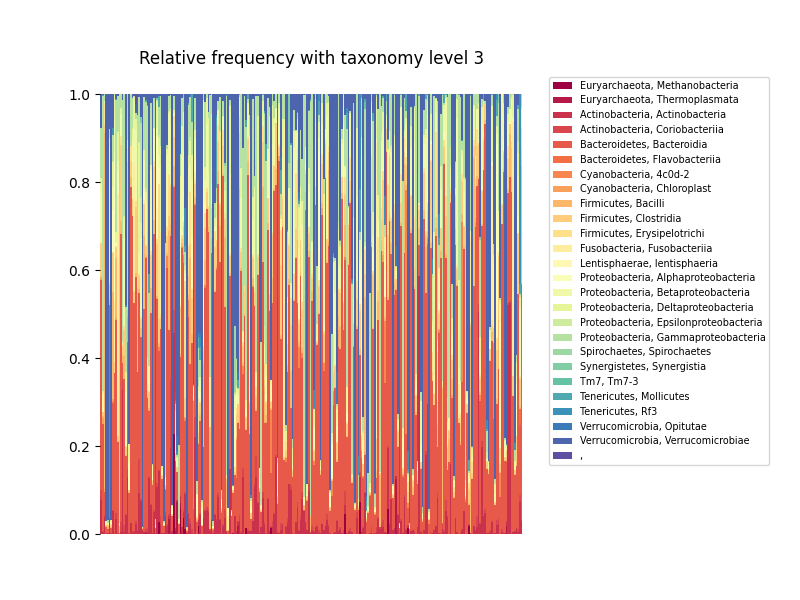 Relative frequency with taxonomy level 3
1.0
0.8
0.6
0.4
0.2
0.0
Euryarchaeota, Methanobacteria
Euryarchaeota, Thermoplasmata
Actinobacteria, Actinobacteria
Actinobacteria, Coriobacteriia
Bacteroidetes, Bacteroidia
Bacteroidetes, Flavobacteriia
Cyanobacteria, 4c0d-2
Cyanobacteria, Chloroplast
Firmicutes, Bacilli
Firmicutes, Clostridia
Firmicutes, Erysipelotrichi
Fusobacteria, Fusobacteriia
Lentisphaerae, lentisphaeria
Proteobacteria, Alphaproteobacteria
Proteobacteria, Betaproteobacteria
Proteobacteria, Deltaproteobacteria
Proteobacteria, Epsilonproteobacteria
Proteobacteria, Gammaproteobacteria
Spirochaetes, Spirochaetes
Synergistetes, Synergistia
Tm7, Tm7-3
Tenericutes, Mollicutes
Tenericutes, Rf3
Verrucomicrobia, Opitutae
Verrucomicrobia, Verrucomicrobiae
,